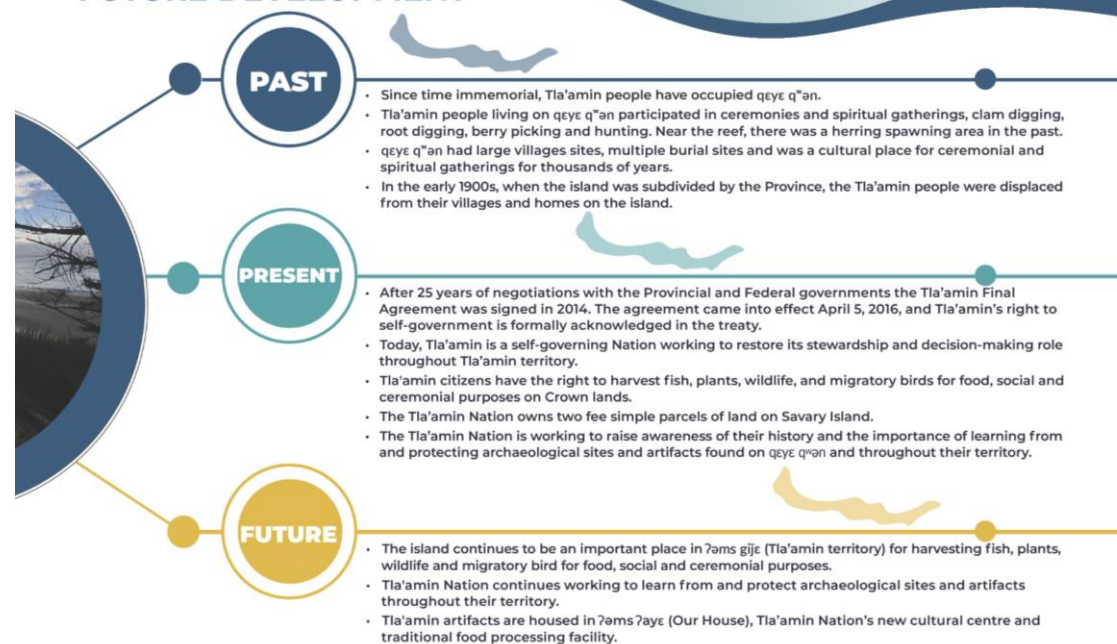 PAST
• Since time immemorial, Tla'amin people have occupied qɛyɛ qʷən.
• Tla'amin people living on qɛyɛ qʷən participated in ceremonies and spiritual gatherings, clam digging,
root digging, berry picking and hunting. Near the reef, there was a herring spawning area in the past.
• qɛyɛ qʷən had large villages sites, multiple burial sites and was a cultural place for ceremonial and
spiritual gatherings for thousands of years.
• In the early 1900s, when the island was subdivided by the Province, the Tla'amin people were displaced
from their villages and homes on the island.
PRESENT
• After 25 years of negotiations with the Provincial and Federal governments the Tla'amin Final
Agreement was signed in 2014. The agreement came into effect April 5, 2016, and Tla'amin's right to
self-government is formally acknowledged in the treaty.
• Today, Tla'amin is a self-governing Nation working to restore its stewardship and decision-making role
throughout Tla'amin territory.
• Tla'amin citizens have the right to harvest fish, plants, wildlife, and migratory birds for food, social and
ceremonial purposes on Crown lands.
• The Tla'amin Nation owns two fee simple parcels of land on Savary Island.
• The Tla'amin Nation is working to raise awareness of their history and the importance of learning from
and protecting archaeological sites and artifacts found on qɛyɛ qʷən and throughout their territory.
FUTURE
• The island continues to be an important place in ʔəms gɩǰɛ (Tla'amin territory) for harvesting fish, plants,
wildlife and migratory bird for food, social and ceremonial purposes.
• Tla'amin Nation continues working to learn from and protect archaeological sites and artifacts
throughout their territory.
• Tla'amin artifacts are housed in ʔəms ʔayɛ (Our House), Tla'amin Nation's new cultural centre and
traditional food processing facility.